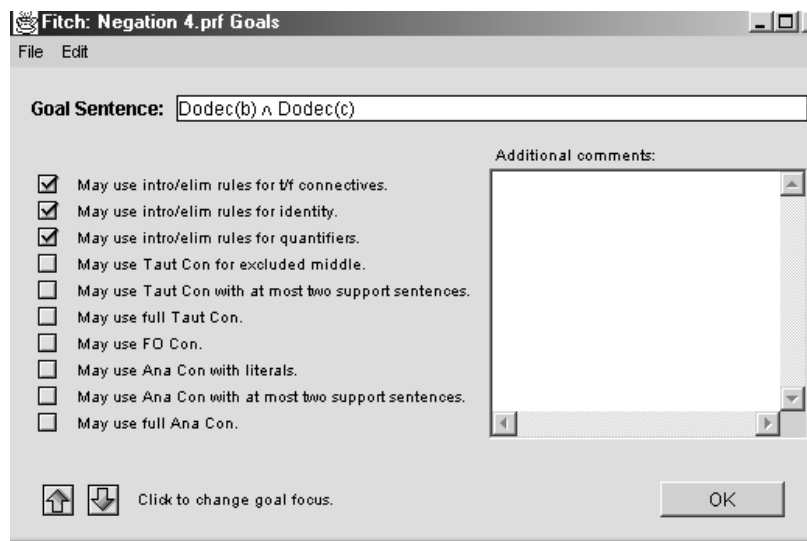 Fitch: Negation 4.prf Goals
File Edit
Goal Sentence: Dodec(b) ∧ Dodec(c)
Additional comments:
May use intro/elim rules for t/f connectives.
May use intro/elim rules for identity.
May use intro/elim rules for quantifiers.
May use Taut Con for excluded middle.
May use Taut Con with at most two support sentences.
May use full Taut Con.
May use FO Con.
May use Ana Con with literals.
May use Ana Con with at most two support sentences.
May use full Ana Con.
Click to change goal focus.
OK